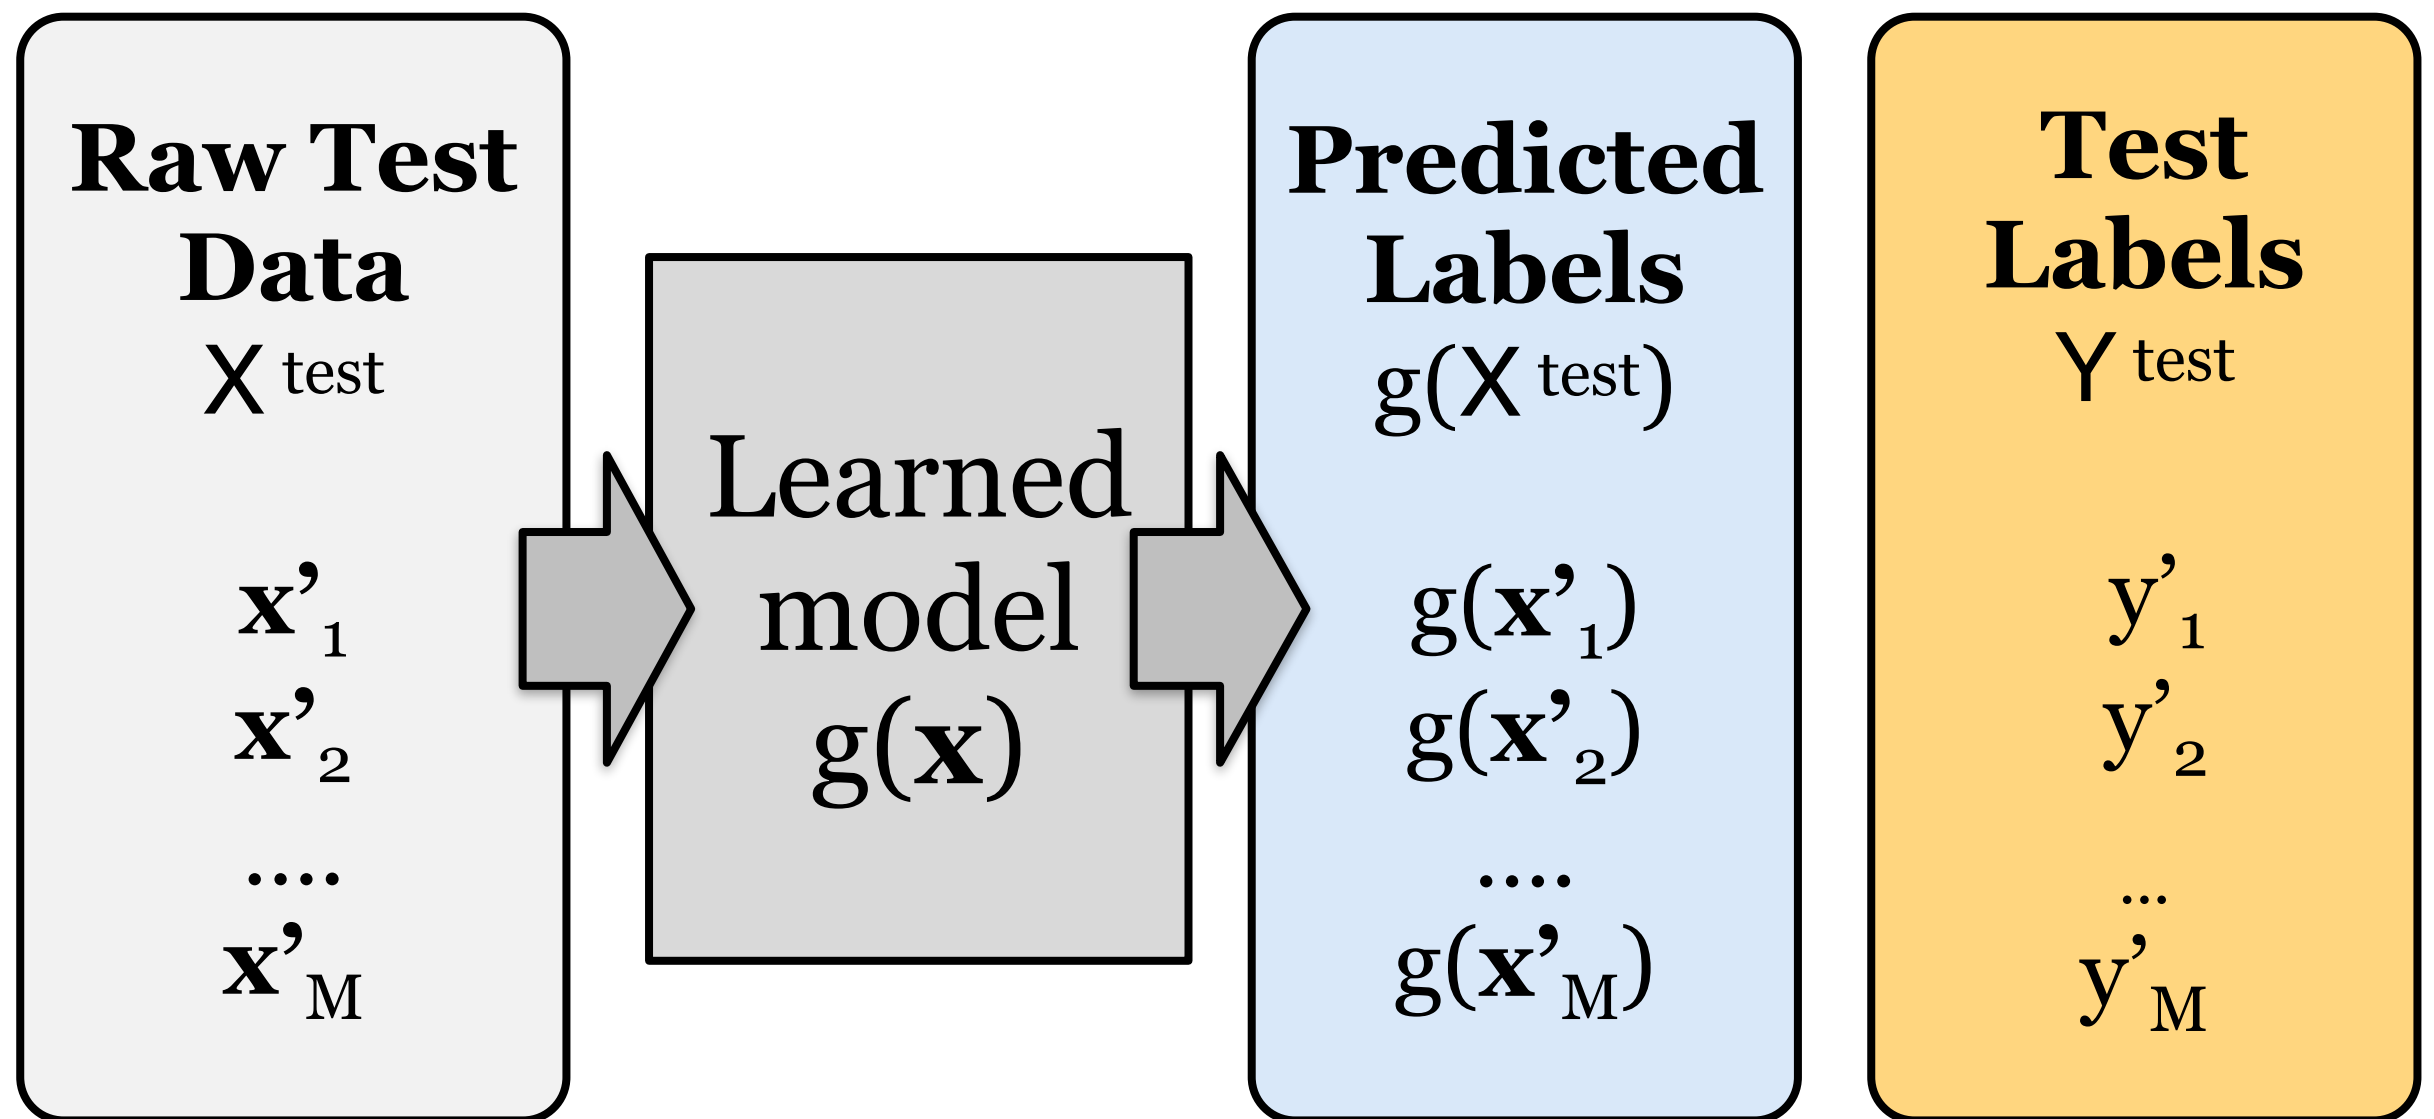 Raw Test
Data
X test
x’1
x’2
....
x’M
Learned
model
g(x)
Predicted
Labels
g(X test)
g(x’1)
g(x’2)
....
g(x’M)
Test
Labels
Y test
y’1
y’2
...
y’M